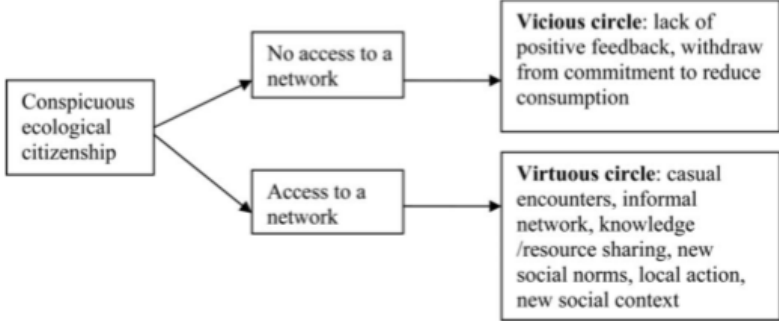 Conspicuous
ecological
citizenship
No access to a
network
Vicious circle: lack of
positive feedback, withdraw
from commitment to reduce
consumption
Access to a
network
Virtuous circle: casual
encounters, informal
network, knowledge
/resource sharing, new
social norms, local action,
new social context